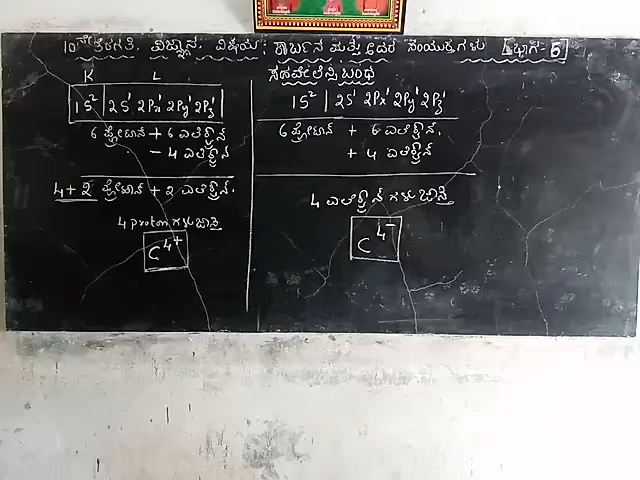 10ನೇ ತರಗತಿ. ವಿಜ್ಞಾನ. ವಿಷಯ: ಕಾರ್ಬನ ಮತ್ತು ಅದರ ಸಂಯುಕ್ತಗಳು [ಭಾಗ-5]
K L
1S² | 2S¹ 2Px¹ 2Py¹ 2Pz¹
6 ಪ್ರೋಟಾನ + 6 ಎಲೆಕ್ಟ್ರಾನ
- 4 ಎಲೆಕ್ಟ್ರಾನ
4+2 ಪ್ರೋಟಾನ + 2 ಎಲೆಕ್ಟ್ರಾನ.
4 proton ಗಳು ಜಾಸ್ತಿ
C⁴⁺
ಸಹವೇಲೆನ್ಸಿ ಬಂಧ
1S² | 2S¹ 2Px¹ 2Py¹ 2Pz¹
6 ಪ್ರೋಟಾನ + 6 ಎಲೆಕ್ಟ್ರಾನ.
+ 4 ಎಲೆಕ್ಟ್ರಾನ
4 ಎಲೆಕ್ಟ್ರಾನ್ ಗಳು ಜಾಸ್ತಿ
C⁴⁻